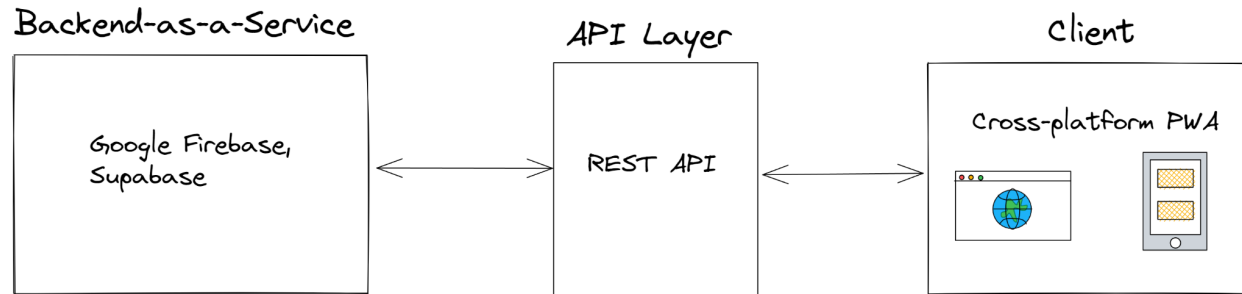 Backend-as-a-Service
API Layer
Client
Google Firebase,
Supabase
REST API
Cross-platform PWA